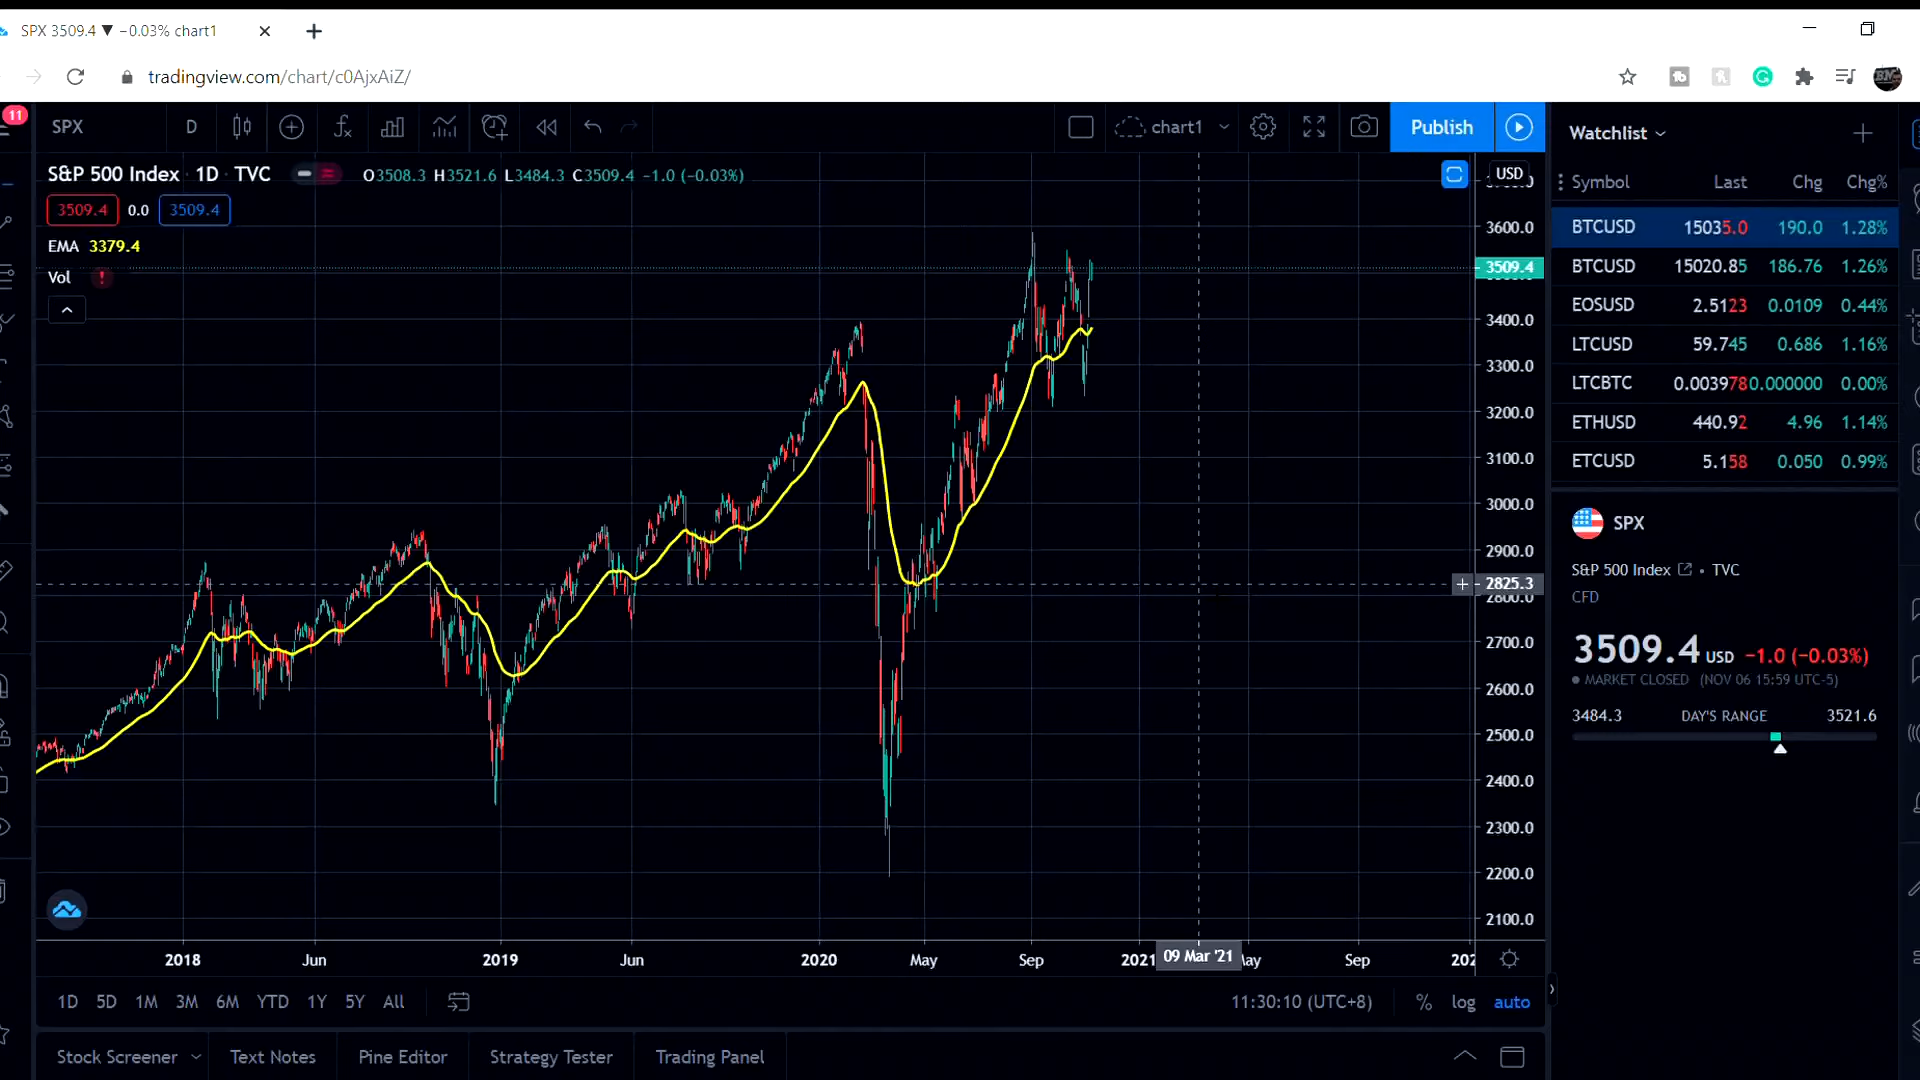 SPX 3509.4 ▼ −0.03% chart1
tradingview.com/chart/c0AjxAiZ/
11
SPX D chart1 Publish
S&P 500 Index · 1D · TVC O3508.3 H3521.6 L3484.3 C3509.4 −1.0 (−0.03%)
3509.4 0.0 3509.4
EMA 3379.4
Vol !
USD
3600.0
3509.4
3400.0
3300.0
3200.0
3100.0
3000.0
2900.0
2825.3
2800.0
2700.0
2600.0
2500.0
2400.0
2300.0
2200.0
2100.0
2018 Jun 2019 Jun 2020 May Sep 2021 09 Mar '21 Sep
1D 5D 1M 3M 6M YTD 1Y 5Y All 11:30:10 (UTC+8) % log auto
Stock Screener Text Notes Pine Editor Strategy Tester Trading Panel
Watchlist
Symbol Last Chg Chg%
BTCUSD 15035.0 190.0 1.28%
BTCUSD 15020.85 186.76 1.26%
EOSUSD 2.5123 0.0109 0.44%
LTCUSD 59.745 0.686 1.16%
LTCBTC 0.003978 0.000000 0.00%
ETHUSD 440.92 4.96 1.14%
ETCUSD 5.158 0.050 0.99%
SPX
S&P 500 Index • TVC
CFD
3509.4 USD −1.0 (−0.03%)
MARKET CLOSED (NOV 06 15:59 UTC-5)
3484.3 DAY'S RANGE 3521.6